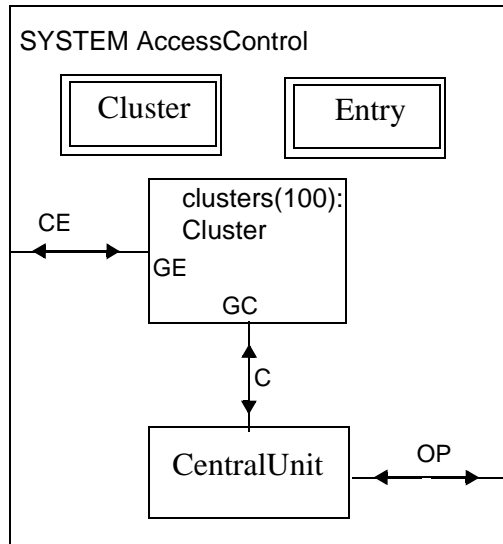 SYSTEM AccessControl
Cluster
Entry
clusters(100):
Cluster
CE
GE
GC
C
CentralUnit
OP